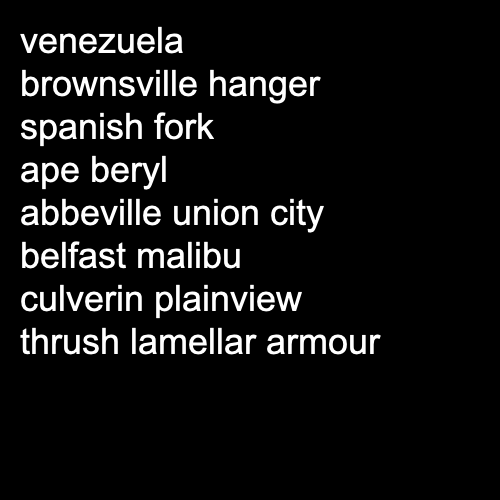 venezuela
brownsville hanger
spanish fork
ape beryl
abbeville union city
belfast malibu
culverin plainview
thrush lamellar armour